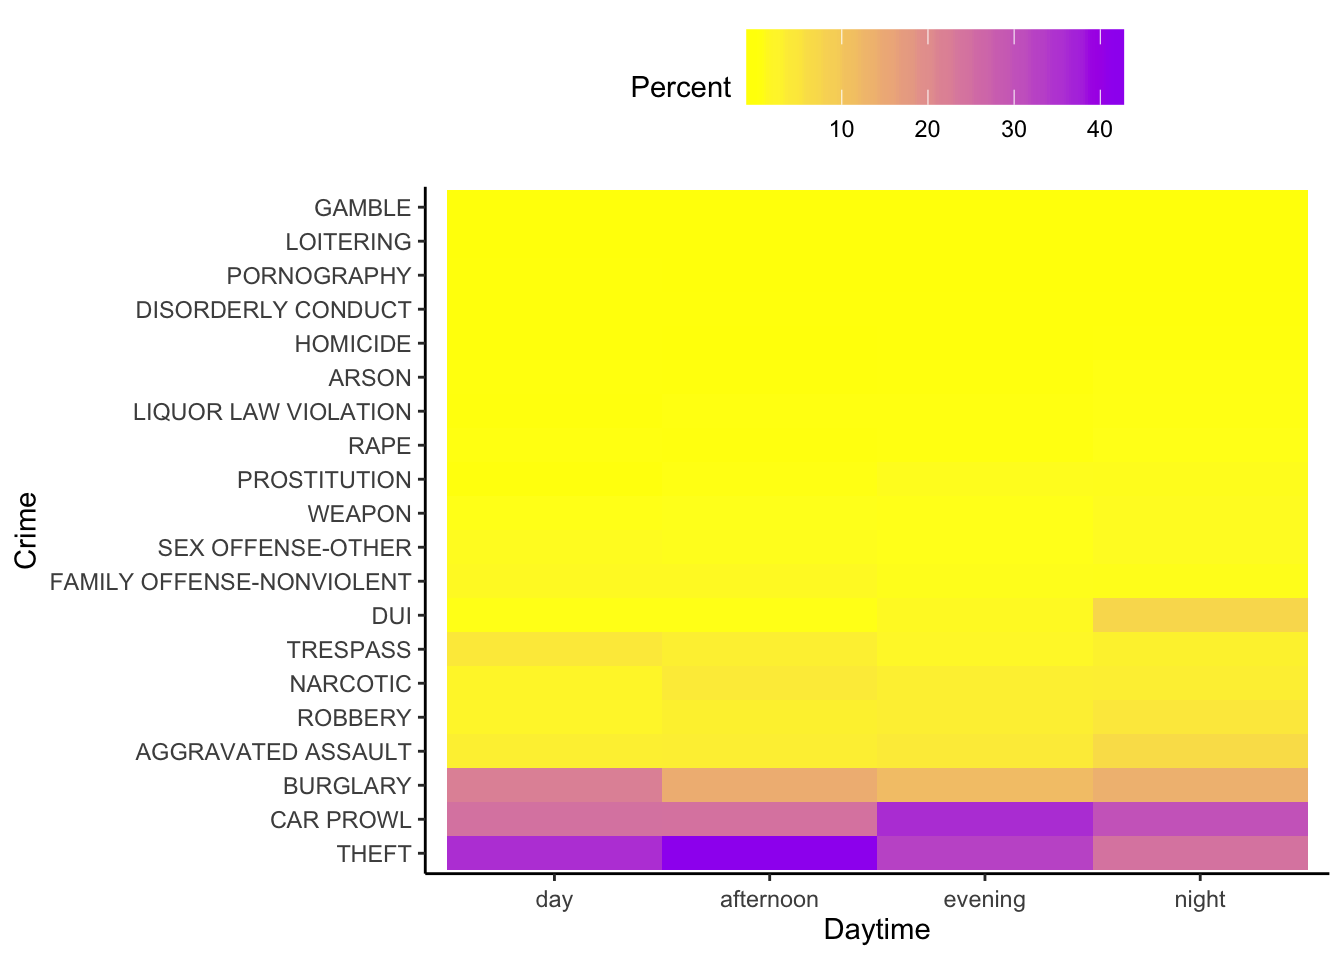 Percent
10 20 30 40
GAMBLE
LOITERING
PORNOGRAPHY
DISORDERLY CONDUCT
HOMICIDE
ARSON
LIQUOR LAW VIOLATION
RAPE
PROSTITUTION
WEAPON
SEX OFFENSE-OTHER
FAMILY OFFENSE-NONVIOLENT
DUI
TRESPASS
NARCOTIC
ROBBERY
AGGRAVATED ASSAULT
BURGLARY
CAR PROWL
THEFT
Crime
day afternoon evening night
Daytime